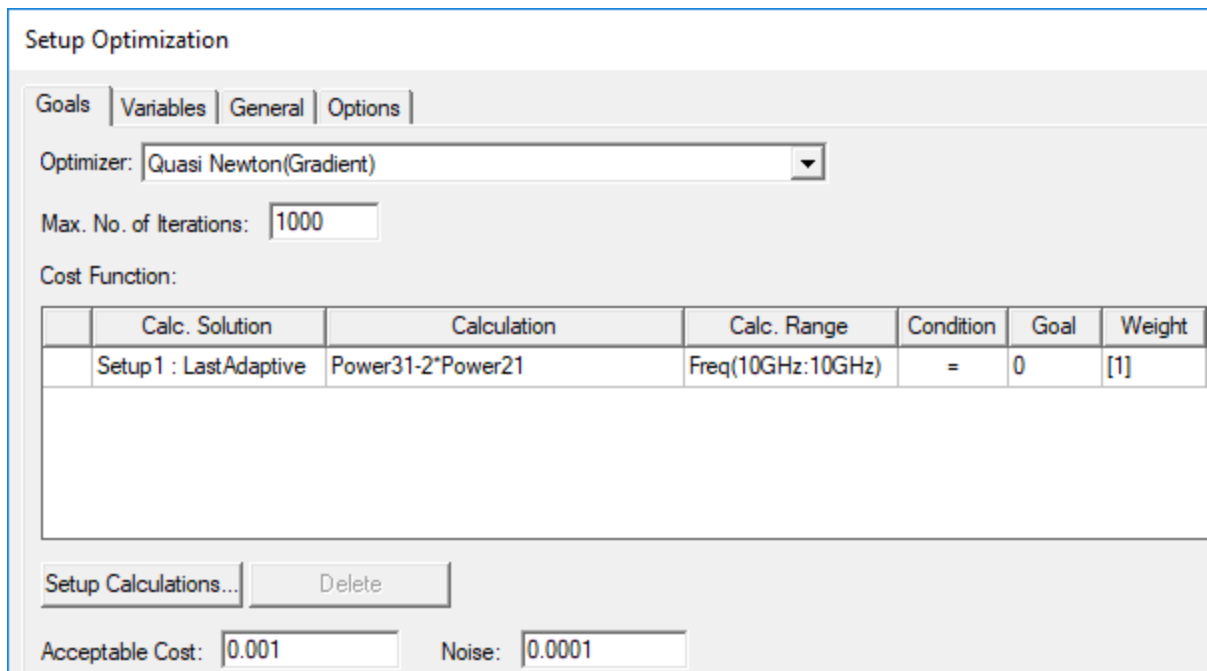 Setup Optimization
Goals Variables General Options
Optimizer: Quasi Newton(Gradient)
Max. No. of Iterations: 1000
Cost Function:
Calc. Solution Calculation Calc. Range Condition Goal Weight
Setup1 : LastAdaptive Power31-2*Power21 Freq(10GHz:10GHz) = 0 [1]
Setup Calculations... Delete
Acceptable Cost: 0.001 Noise: 0.0001